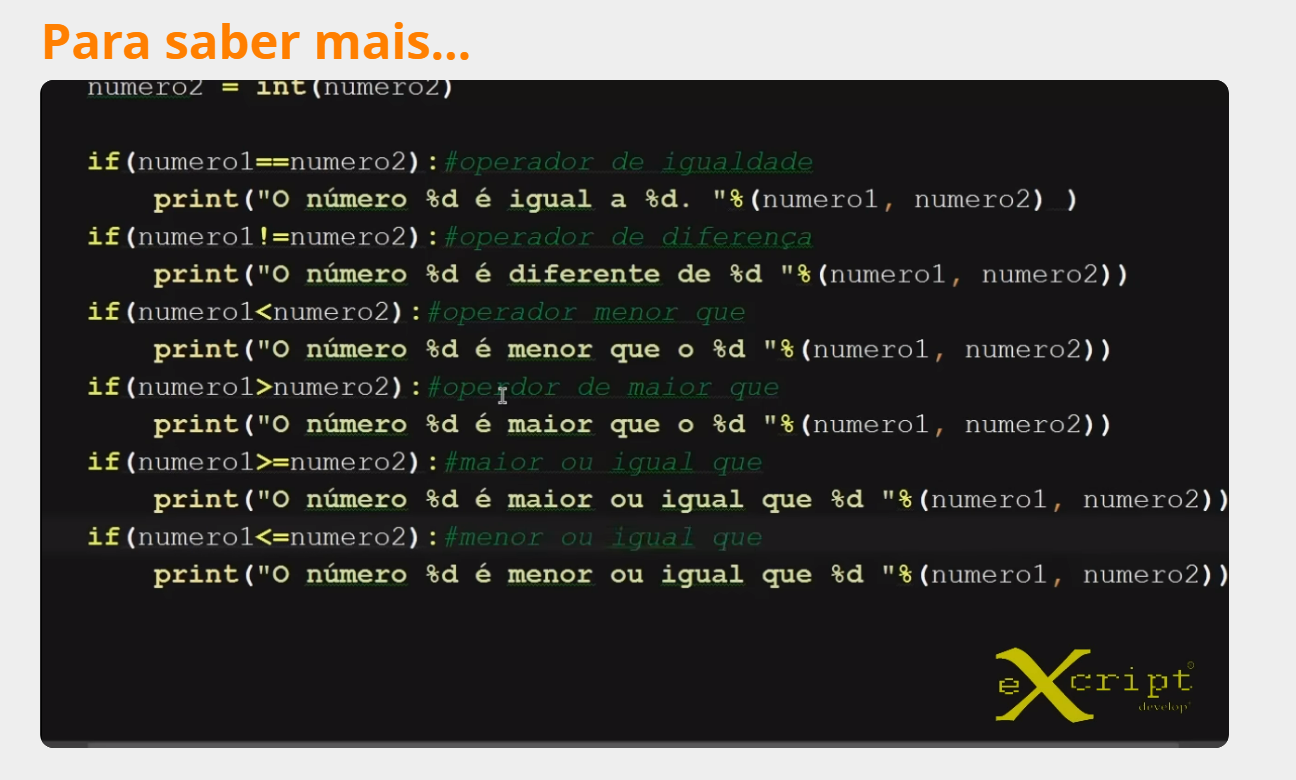 Para saber mais...
numero2 = int(numero2)
if(numero1==numero2):#operador de igualdade
    print("O número %d é igual a %d. "%(numero1, numero2) )
if(numero1!=numero2):#operador de diferença
    print("O número %d é diferente de %d "%(numero1, numero2))
if(numero1<numero2):#operador menor que
    print("O número %d é menor que o %d "%(numero1, numero2))
if(numero1>numero2):#operdor de maior que
    print("O número %d é maior que o %d "%(numero1, numero2))
if(numero1>=numero2):#maior ou igual que
    print("O número %d é maior ou igual que %d "%(numero1, numero2))
if(numero1<=numero2):#menor ou igual que
    print("O número %d é menor ou igual que %d "%(numero1, numero2))
eXcript®
develop